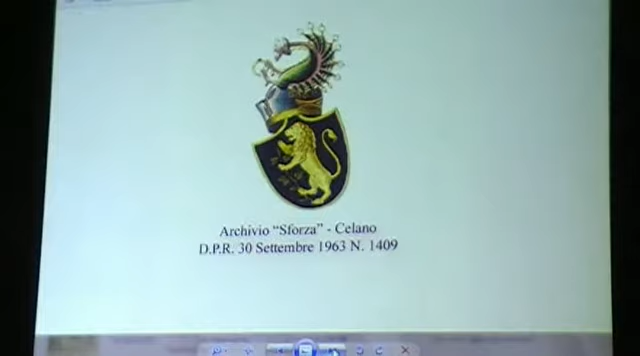 Archivio "Sforza" - Celano
D.P.R. 30 Settembre 1963 N. 1409